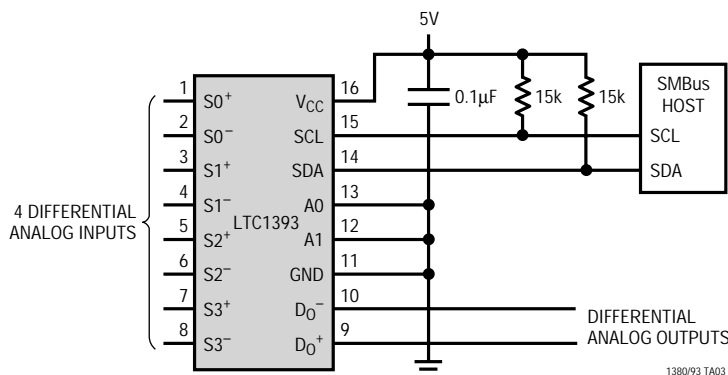 5V
0.1µF
15k
15k
SMBus
HOST
SCL
SDA
4 DIFFERENTIAL
ANALOG INPUTS
1
S0+
2
S0–
3
S1+
4
S1–
5
S2+
6
S2–
7
S3+
8
S3–
LTC1393
16
VCC
15
SCL
14
SDA
13
A0
12
A1
11
GND
10
DO–
9
DO+
DIFFERENTIAL
ANALOG OUTPUTS
1380/93 TA03